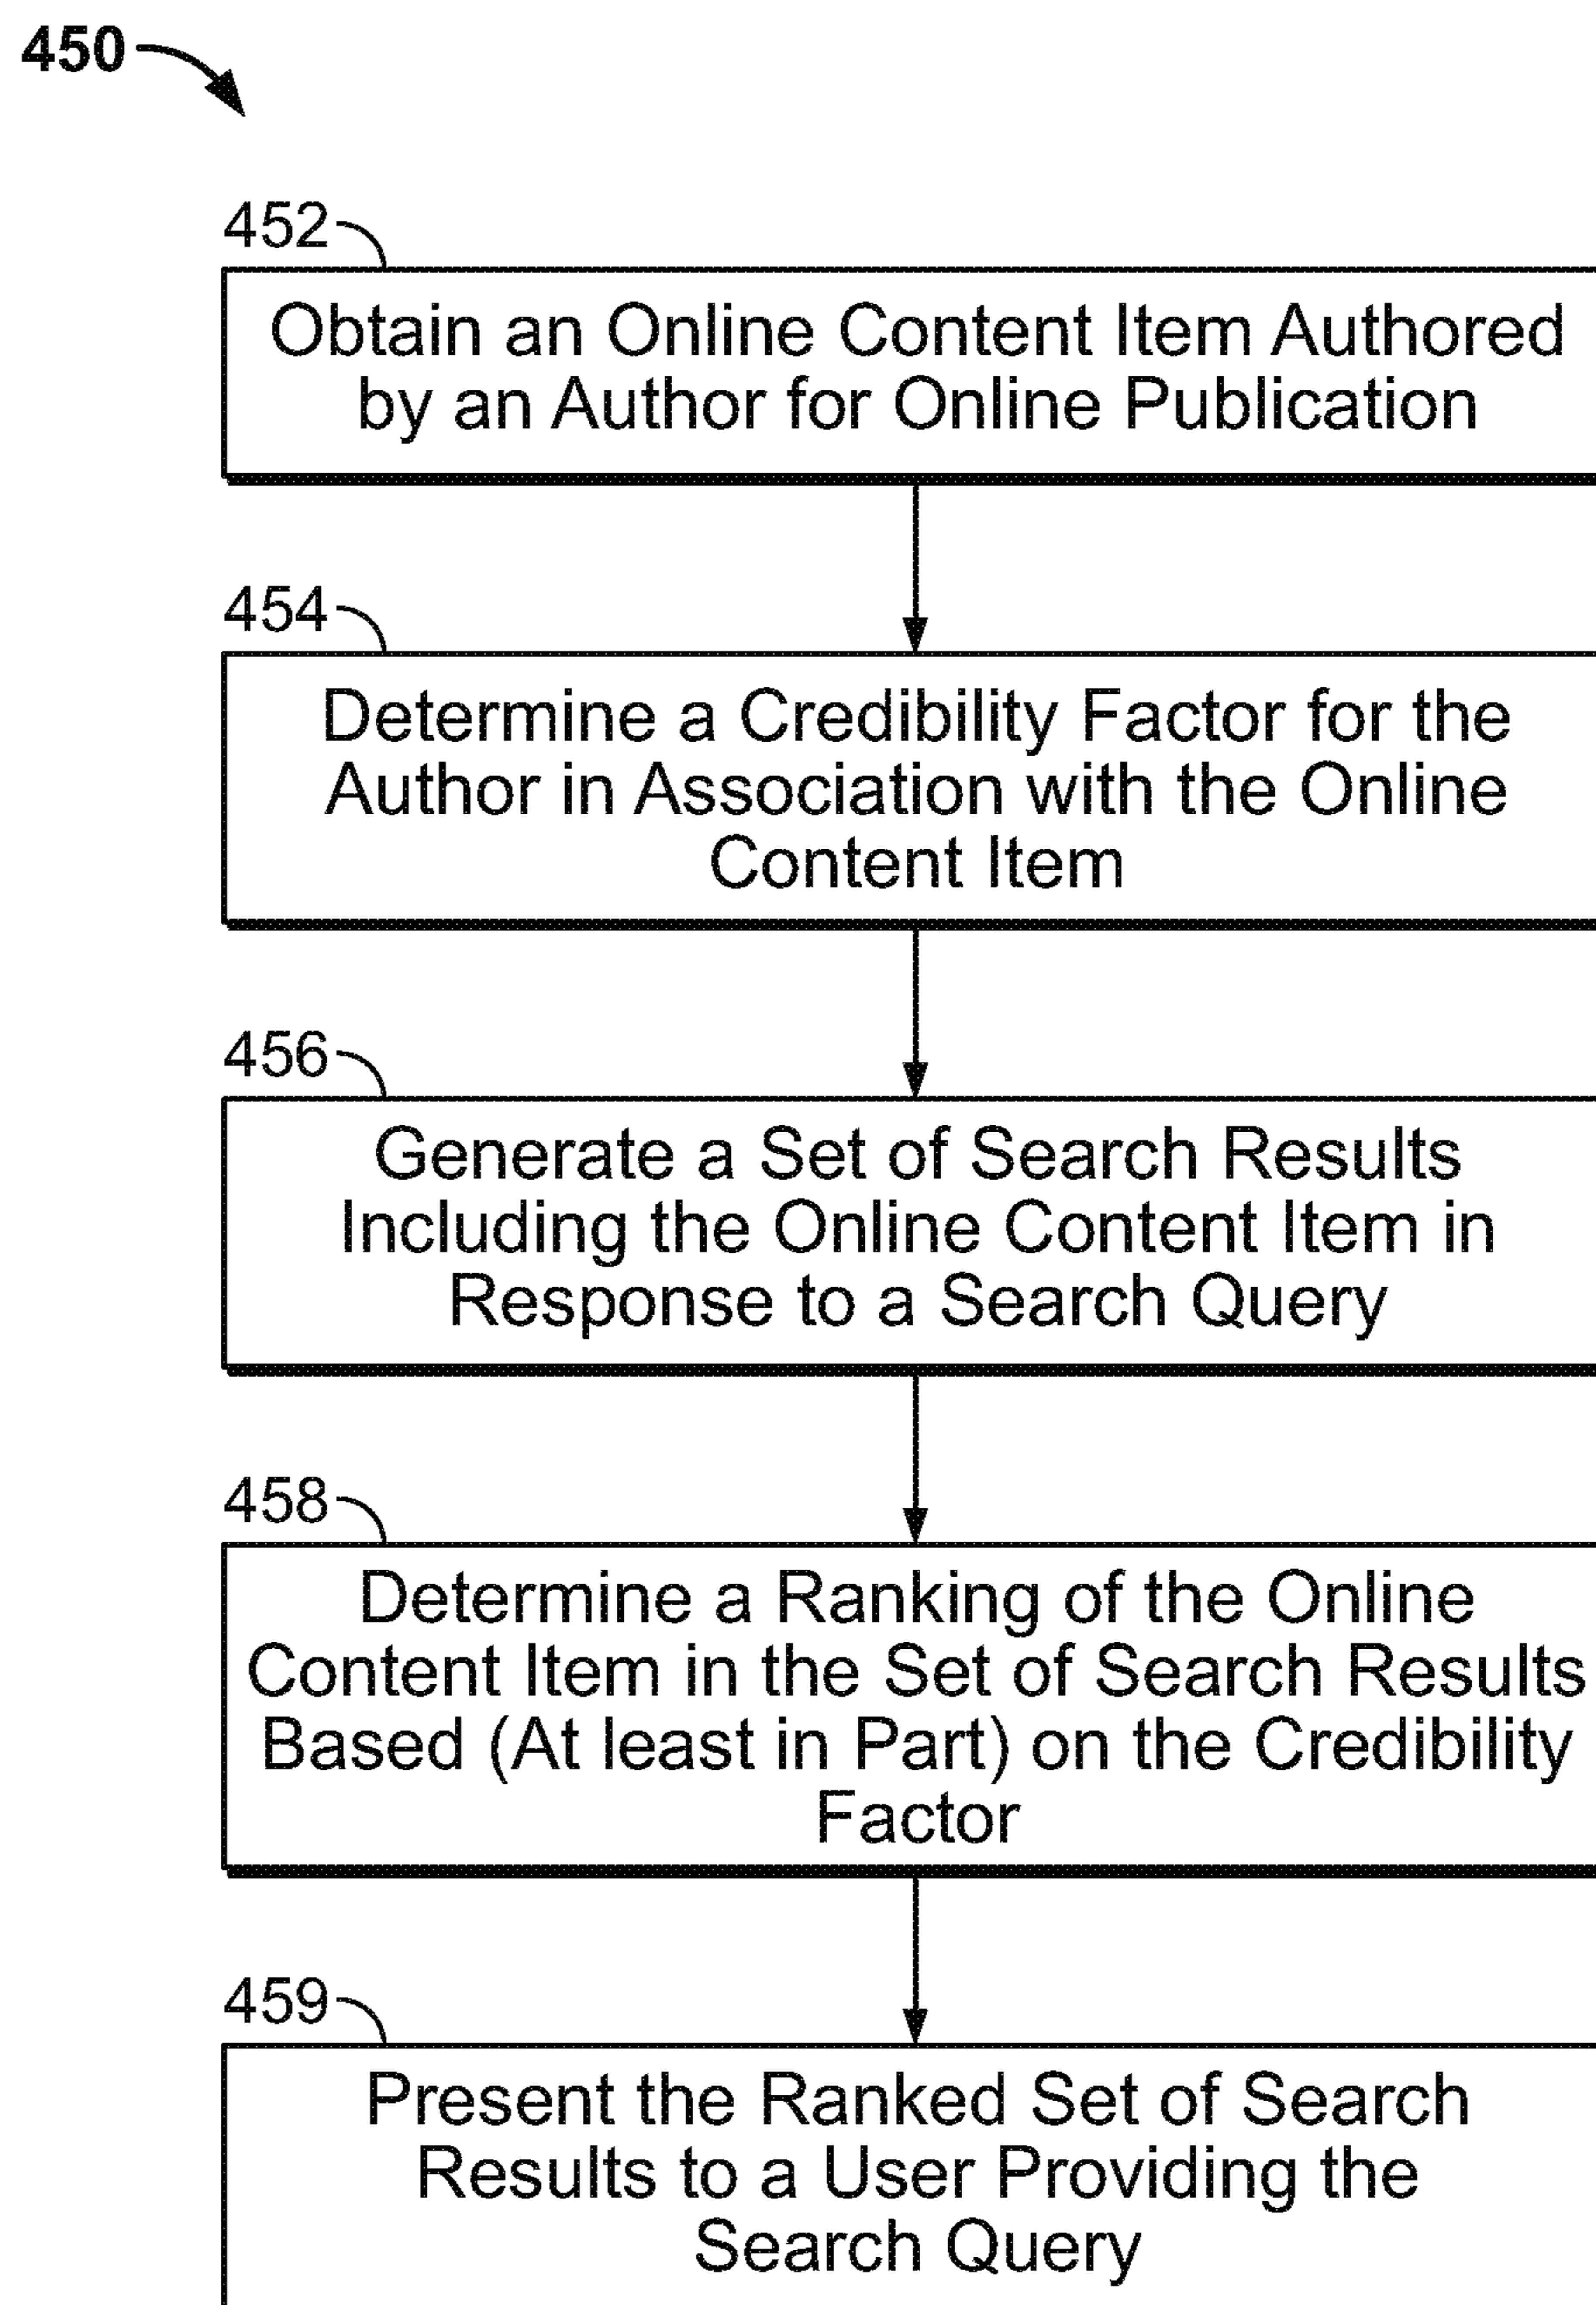 450
452
Obtain an Online Content Item Authored
by an Author for Online Publication
454
Determine a Credibility Factor for the
Author in Association with the Online
Content Item
456
Generate a Set of Search Results
Including the Online Content Item in
Response to a Search Query
458
Determine a Ranking of the Online
Content Item in the Set of Search Results
Based (At least in Part) on the Credibility
Factor
459
Present the Ranked Set of Search
Results to a User Providing the
Search Query